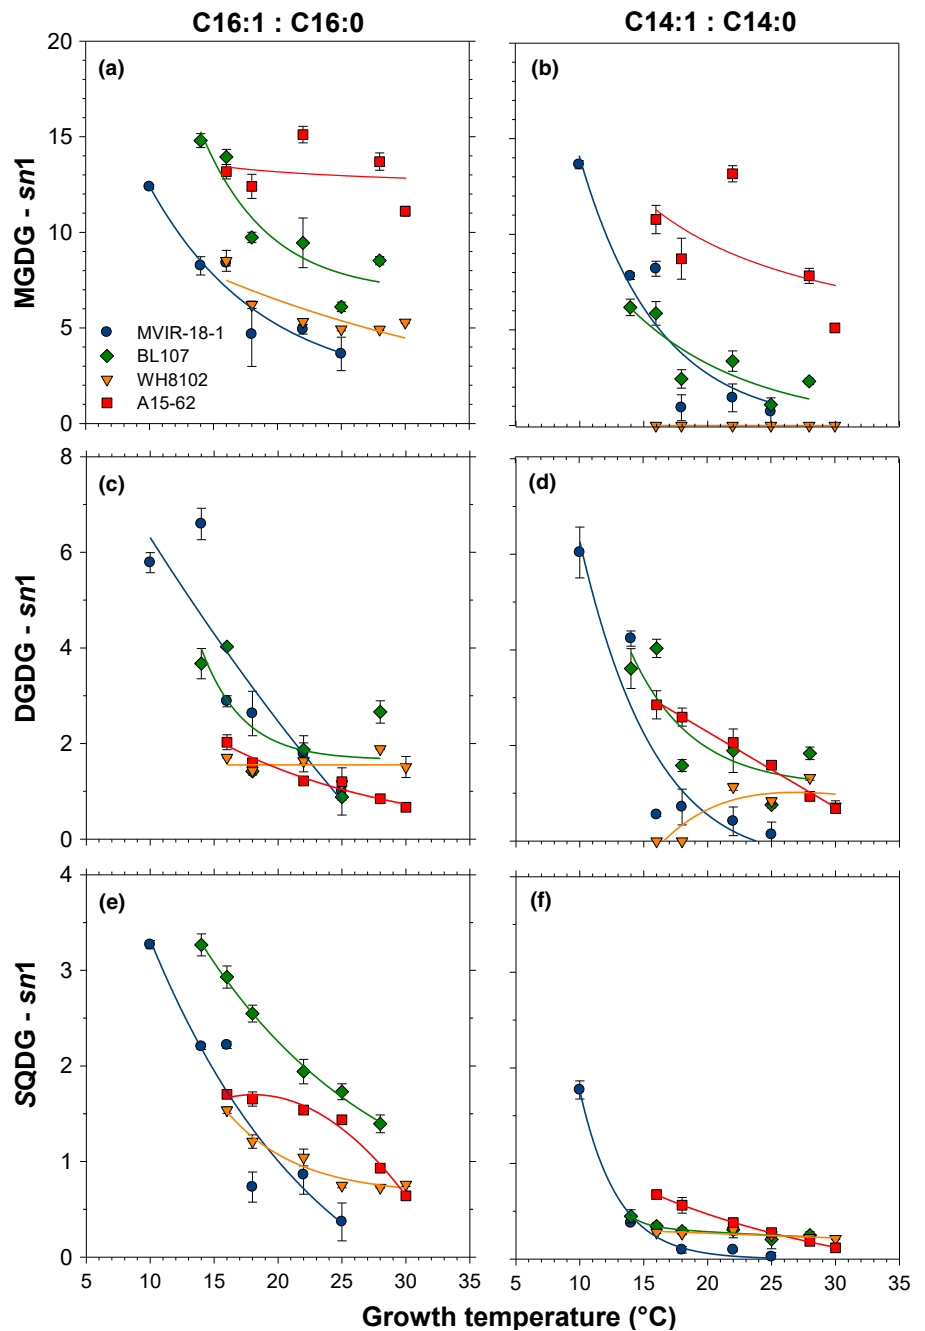 C16:1 : C16:0
C14:1 : C14:0
MGDG - sn1
20
15
10
5
0
(a)
MVIR-18-1
BL107
WH8102
A15-62
(b)
DGDG - sn1
8
6
4
2
0
(c)
(d)
SQDG - sn1
4
3
2
1
0
(e)
(f)
5 10 15 20 25 30 35
5 10 15 20 25 30 35
Growth temperature (°C)